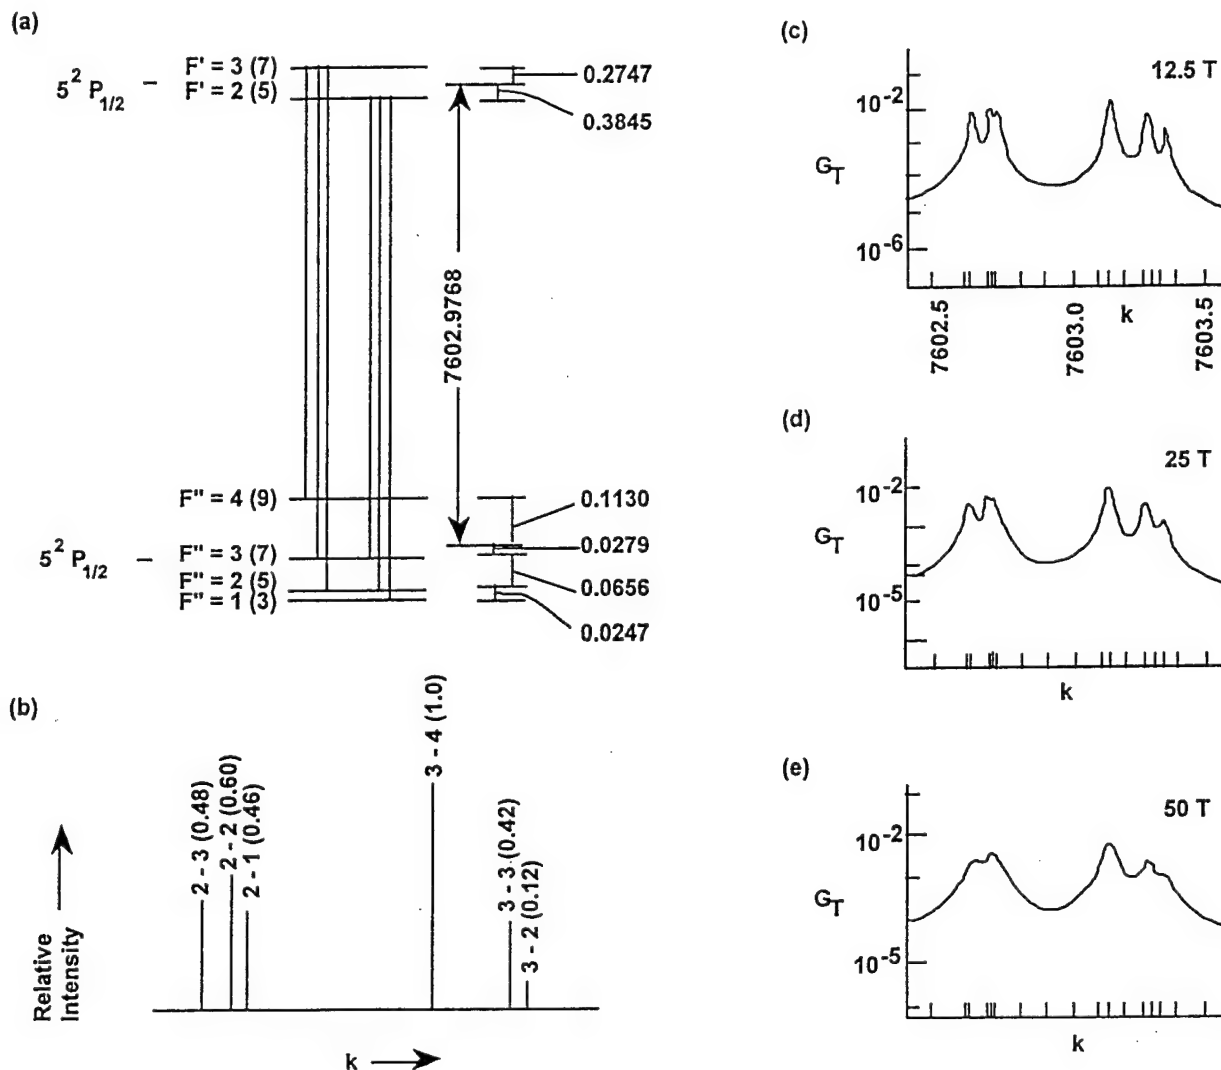 (a)
5² P1/2 –
F' = 3 (7)
F' = 2 (5)
0.2747
0.3845
7602.9768
5² P1/2 –
F" = 4 (9)
F" = 3 (7)
F" = 2 (5)
F" = 1 (3)
0.1130
0.0279
0.0656
0.0247
(b)
Relative
Intensity
2 - 3 (0.48)
2 - 2 (0.60)
2 - 1 (0.46)
3 - 4 (1.0)
3 - 3 (0.42)
3 - 2 (0.12)
k
(c)
12.5 T
10⁻²
GT
10⁻⁶
7602.5
7603.0
k
7603.5
(d)
25 T
10⁻²
GT
10⁻⁵
k
(e)
50 T
10⁻²
GT
10⁻⁵
k